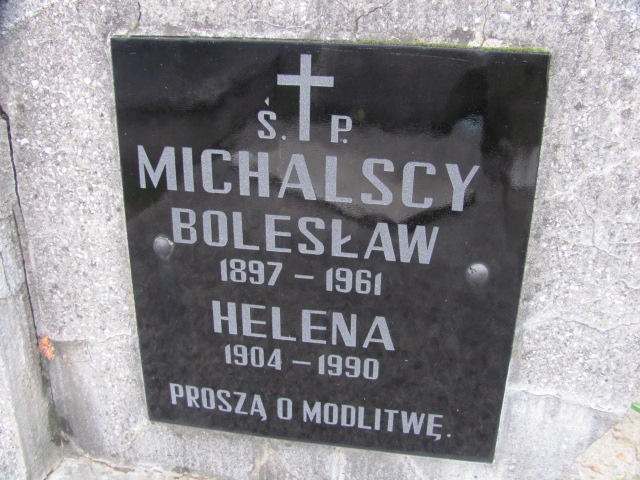 Ś. P.
MICHALSCY
BOLESŁAW
1897 – 1961
HELENA
1904 – 1990
PROSZĄ O MODLITWĘ.